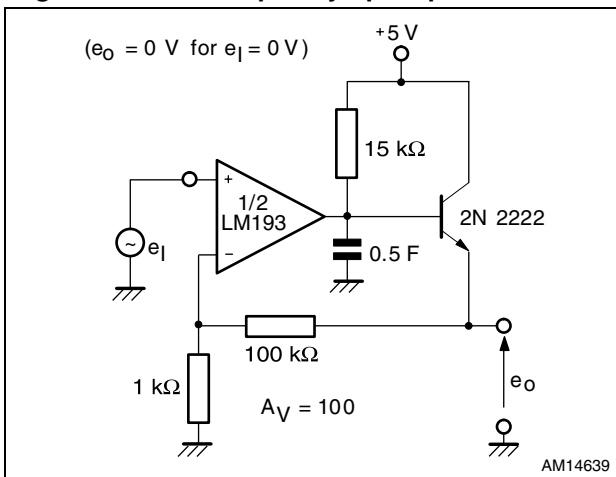 (eo = 0 V for eI = 0 V)
+5 V
15 kΩ
+
1/2
LM193
−
2N 2222
~
eI
0.5 F
100 kΩ
1 kΩ
AV = 100
eo
AM14639